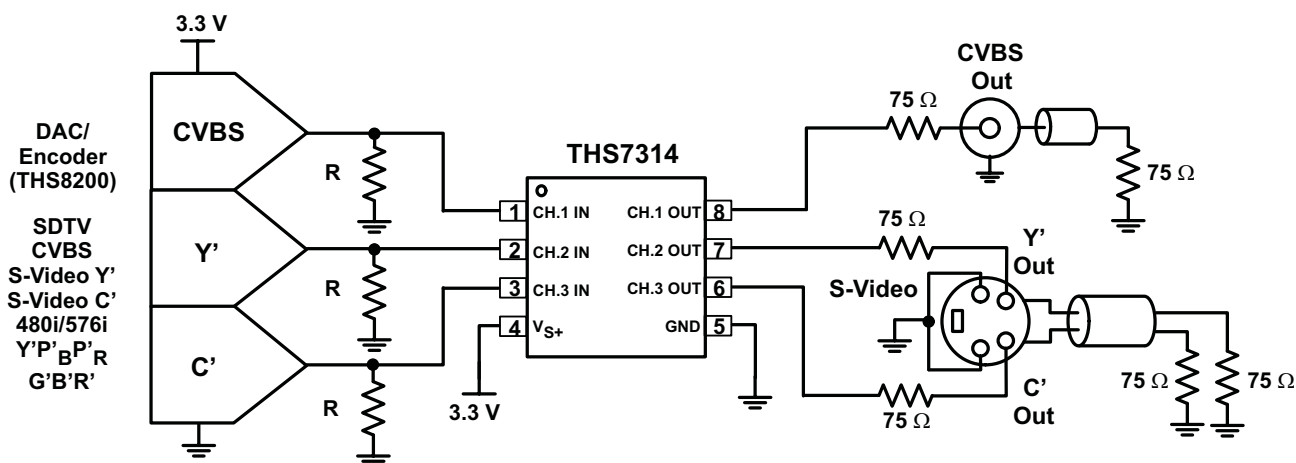 3.3 V
DAC/
Encoder
(THS8200)
SDTV
CVBS
S-Video Y'
S-Video C'
480i/576i
Y'P'BP'R
G'B'R'
CVBS
Y'
C'
R
R
R
3.3 V
THS7314
1 CH.1 IN
2 CH.2 IN
3 CH.3 IN
4 VS+
CH.1 OUT 8
CH.2 OUT 7
CH.3 OUT 6
GND 5
75 Ω
CVBS
Out
75 Ω
75 Ω
Y'
Out
S-Video
75 Ω
C'
Out
75 Ω
75 Ω